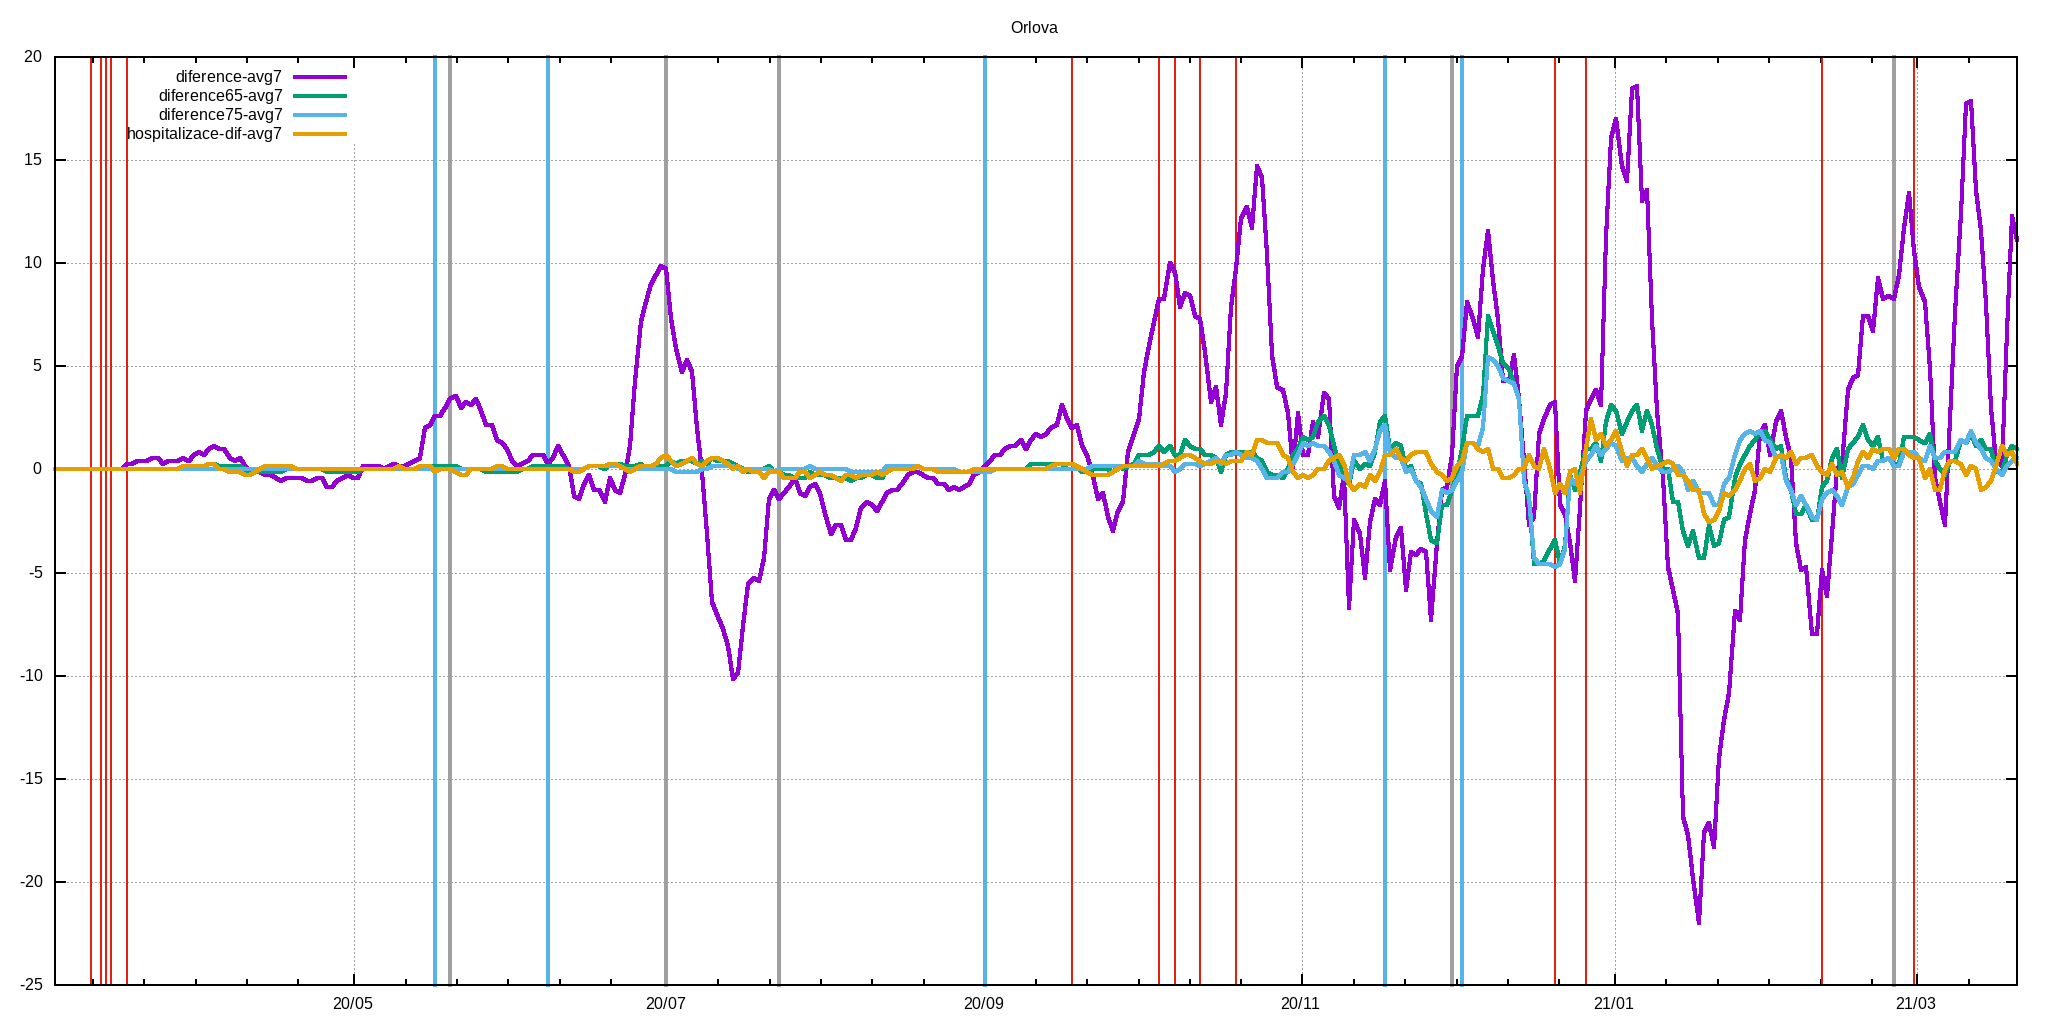 Orlova
20
diference-avg7
diference65-avg7
diference75-avg7
hospitalizace-dif-avg7
15
10
5
0
-5
-10
-15
-20
-25
20/05 20/07 20/09 20/11 21/01 21/03